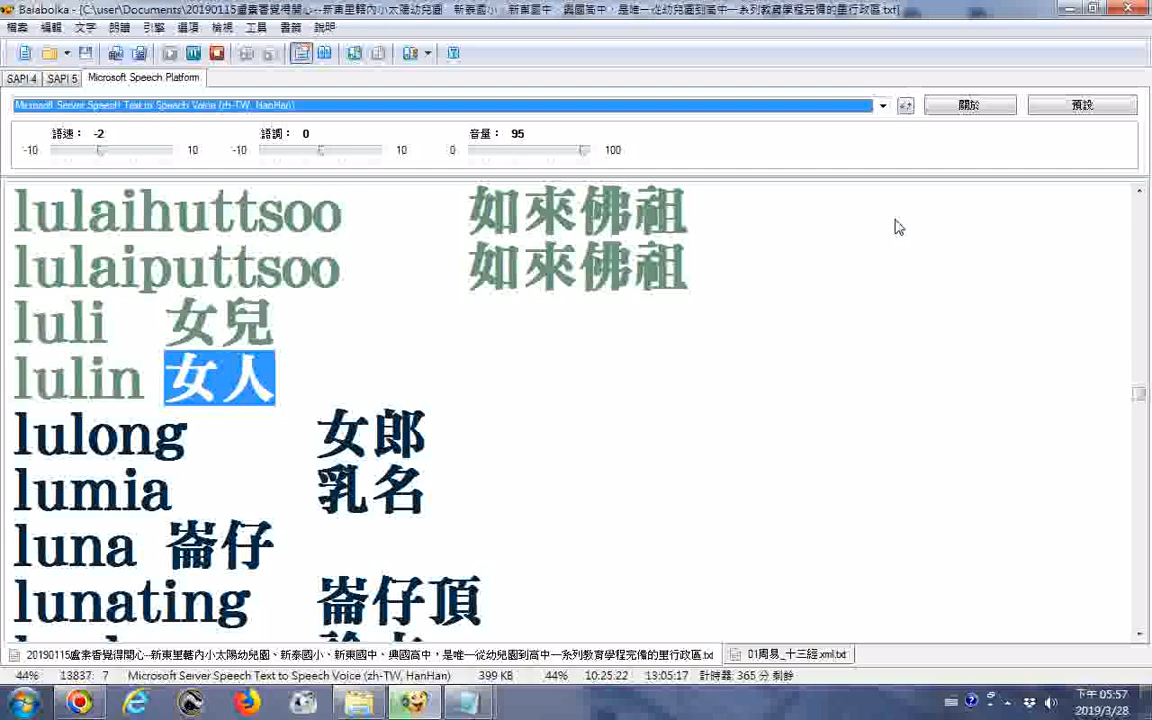 Balabolka - [C:\user\Documents\20190115盧素香覺得開心--新東里轄內小太陽幼兒園、新泰國小、新東國中、興國高中，是唯一從幼兒園到高中一系列教育學程完備的里行政區.txt]
檔案 編輯 文字 朗讀 引擎 選項 檢視 工具 書籤 說明
SAPI 4 SAPI 5 Microsoft Speech Platform
Microsoft Server Speech Text to Speech Voice (zh-TW, HanHan) 關於 預設
語速： -2 語調： 0 音量： 95
-10 10 -10 10 0 100
lulaihuttsoo 如來佛祖
lulaiputtsoo 如來佛祖
luli 女兒
lulin 女人
lulong 女郎
lumia 乳名
luna 崙仔
lunating 崙仔頂
20190115盧素香覺得開心--新東里轄內小太陽幼兒園、新泰國小、新東國中、興國高中，是唯一從幼兒園到高中一系列教育學程完備的里行政區.txt 01周易_十三經.xml.txt
44% 13837: 7 Microsoft Server Speech Text to Speech Voice (zh-TW, HanHan) 399 KB 44% 10:25:22 13:05:17 計時器: 365 分 剩餘
下午 05:57
2019/3/28